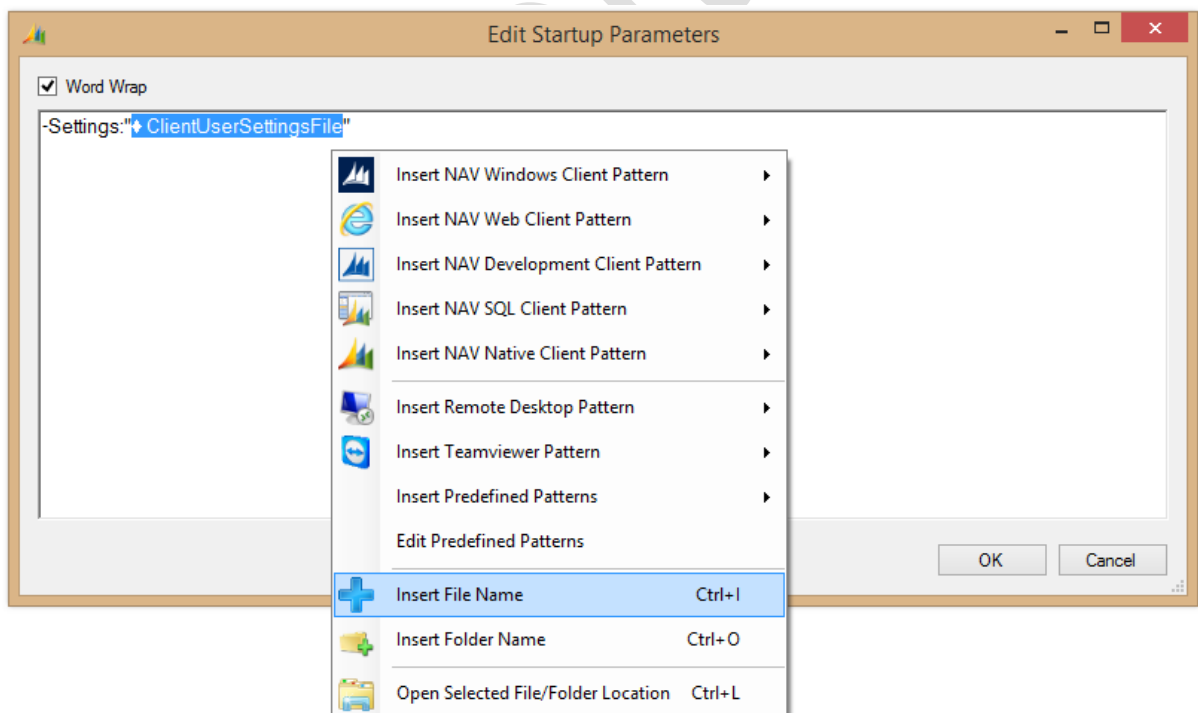 Edit Startup Parameters
Word Wrap
-Settings:"♦ ClientUserSettingsFile"
Insert NAV Windows Client Pattern
Insert NAV Web Client Pattern
Insert NAV Development Client Pattern
Insert NAV SQL Client Pattern
Insert NAV Native Client Pattern
Insert Remote Desktop Pattern
Insert Teamviewer Pattern
Insert Predefined Patterns
Edit Predefined Patterns
OK Cancel
Insert File Name Ctrl+I
Insert Folder Name Ctrl+O
Open Selected File/Folder Location Ctrl+L